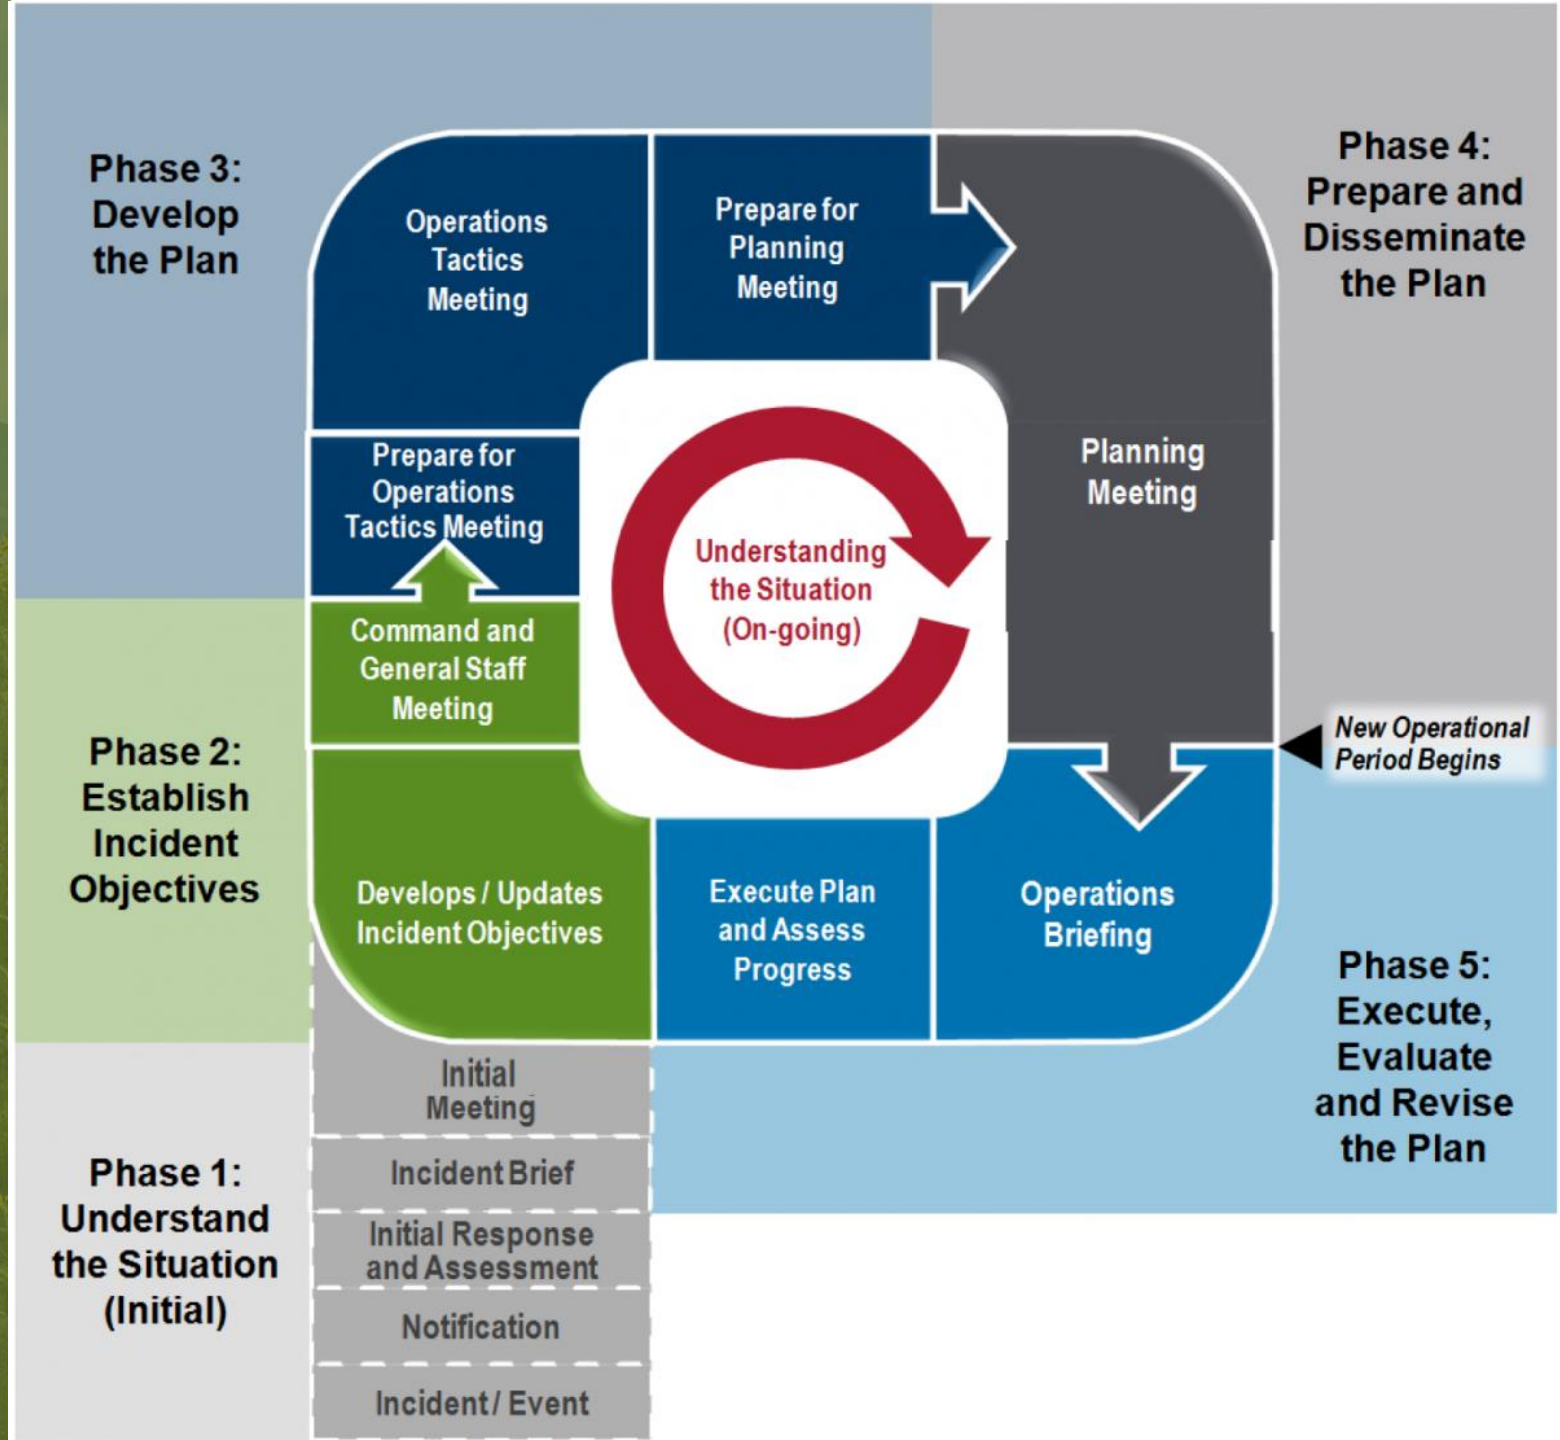 Phase 3:
Develop
the Plan
Operations
Tactics
Meeting
Prepare for
Planning
Meeting
Phase 4:
Prepare and
Disseminate
the Plan
Prepare for
Operations
Tactics Meeting
Planning
Meeting
Understanding
the Situation
(On-going)
Command and
General Staff
Meeting
New Operational
Period Begins
Phase 2:
Establish
Incident
Objectives
Develops / Updates
Incident Objectives
Execute Plan
and Assess
Progress
Operations
Briefing
Phase 5:
Execute,
Evaluate
and Revise
the Plan
Phase 1:
Understand
the Situation
(Initial)
Initial
Meeting
Incident Brief
Initial Response
and Assessment
Notification
Incident / Event